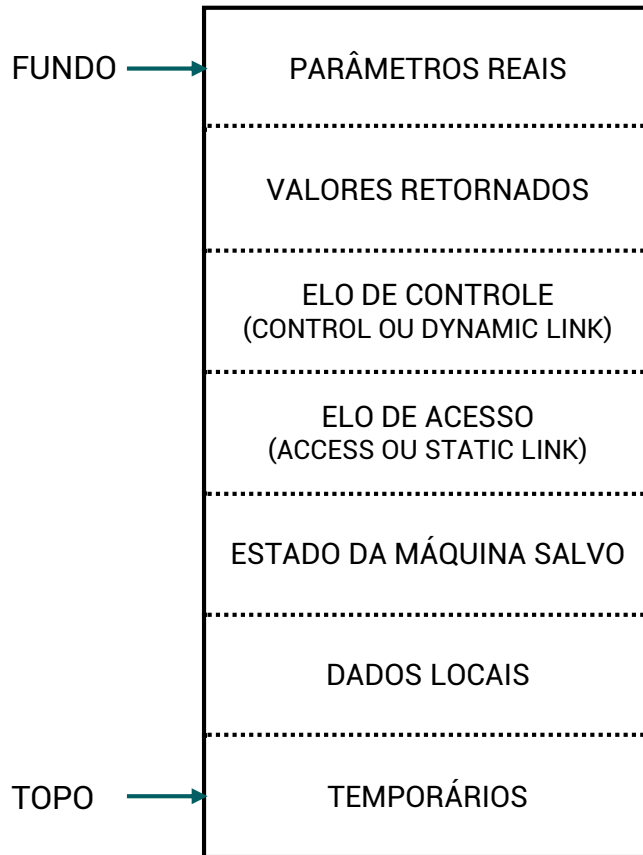 FUNDO
PARÂMETROS REAIS
VALORES RETORNADOS
ELO DE CONTROLE
(CONTROL OU DYNAMIC LINK)
ELO DE ACESSO
(ACCESS OU STATIC LINK)
ESTADO DA MÁQUINA SALVO
DADOS LOCAIS
TOPO
TEMPORÁRIOS